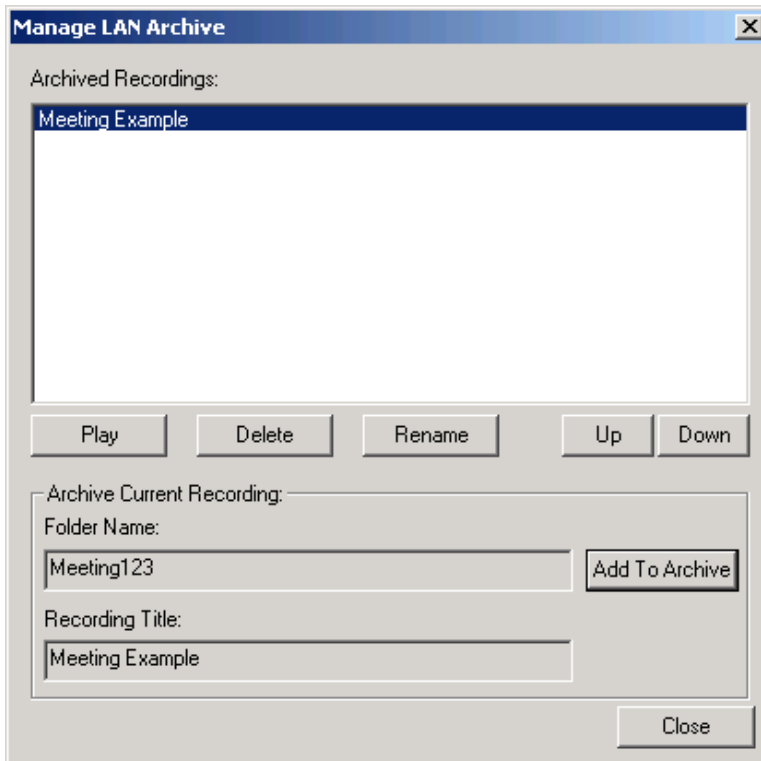 Manage LAN Archive
Archived Recordings:
Meeting Example
Play Delete Rename Up Down
Archive Current Recording:
Folder Name:
Meeting123 Add To Archive
Recording Title:
Meeting Example
Close